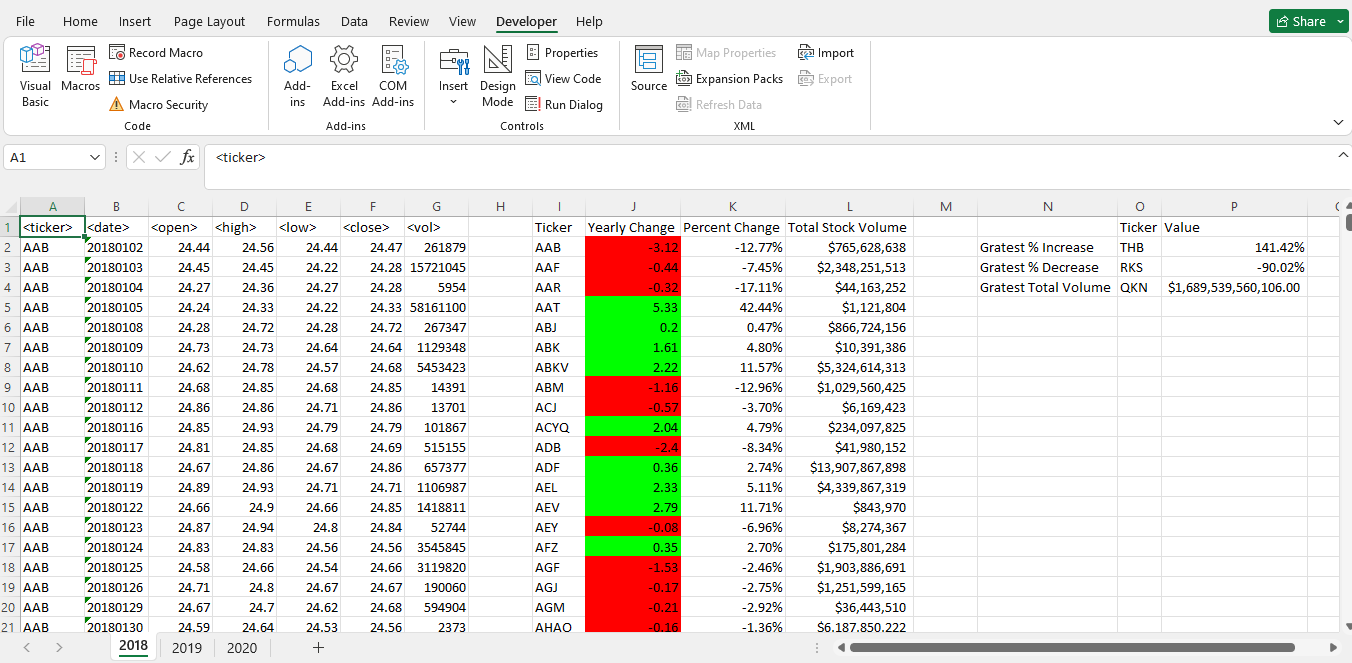 File Home Insert Page Layout Formulas Data Review View Developer Help Share
Record Macro Properties Map Properties Import
Use Relative References View Code Expansion Packs Export
Visual Basic Macros Add-ins Excel Add-ins COM Add-ins Insert Design Mode Source
Macro Security Run Dialog Refresh Data
Code Add-ins Controls XML
A1 fx <ticker>
A B C D E F G H I J K L M N O P
1 <ticker> <date> <open> <high> <low> <close> <vol> Ticker Yearly Change Percent Change Total Stock Volume Ticker Value
2 AAB 20180102 24.44 24.56 24.44 24.47 261879 AAB -3.12 -12.77% $765,628,638 Gratest % Increase THB 141.42%
3 AAB 20180103 24.45 24.45 24.22 24.28 15721045 AAF -0.44 -7.45% $2,348,251,513 Gratest % Decrease RKS -90.02%
4 AAB 20180104 24.27 24.36 24.27 24.28 5954 AAR -0.32 -17.11% $44,163,252 Gratest Total Volume QKN $1,689,539,560,106.00
5 AAB 20180105 24.24 24.33 24.22 24.33 58161100 AAT 5.33 42.44% $1,121,804
6 AAB 20180108 24.28 24.72 24.28 24.72 267347 ABJ 0.2 0.47% $866,724,156
7 AAB 20180109 24.73 24.73 24.64 24.64 1129348 ABK 1.61 4.80% $10,391,386
8 AAB 20180110 24.62 24.78 24.57 24.68 5453423 ABKV 2.22 11.57% $5,324,614,313
9 AAB 20180111 24.68 24.85 24.68 24.85 14391 ABM -1.16 -12.96% $1,029,560,425
10 AAB 20180112 24.86 24.86 24.71 24.86 13701 ACJ -0.57 -3.70% $6,169,423
11 AAB 20180116 24.85 24.93 24.79 24.79 101867 ACYQ 2.04 4.79% $234,097,825
12 AAB 20180117 24.81 24.85 24.68 24.69 515155 ADB -2.4 -8.34% $41,980,152
13 AAB 20180118 24.67 24.86 24.67 24.86 657377 ADF 0.36 2.74% $13,907,867,898
14 AAB 20180119 24.89 24.93 24.71 24.71 1106987 AEL 2.33 5.11% $4,339,867,319
15 AAB 20180122 24.66 24.9 24.66 24.85 1418811 AEV 2.79 11.71% $843,970
16 AAB 20180123 24.87 24.94 24.8 24.84 52744 AEY -0.08 -6.96% $8,274,367
17 AAB 20180124 24.83 24.83 24.56 24.56 3545845 AFZ 0.35 2.70% $175,801,284
18 AAB 20180125 24.58 24.66 24.54 24.66 3119820 AGF -1.53 -2.46% $1,903,886,691
19 AAB 20180126 24.71 24.8 24.67 24.67 190060 AGJ -0.17 -2.75% $1,251,599,165
20 AAB 20180129 24.67 24.7 24.62 24.68 594904 AGM -0.21 -2.92% $36,443,510
21 AAB 20180130 24.59 24.64 24.53 24.56 2373 AHAO -0.16 -1.36% $6,187,850,222
2018 2019 2020